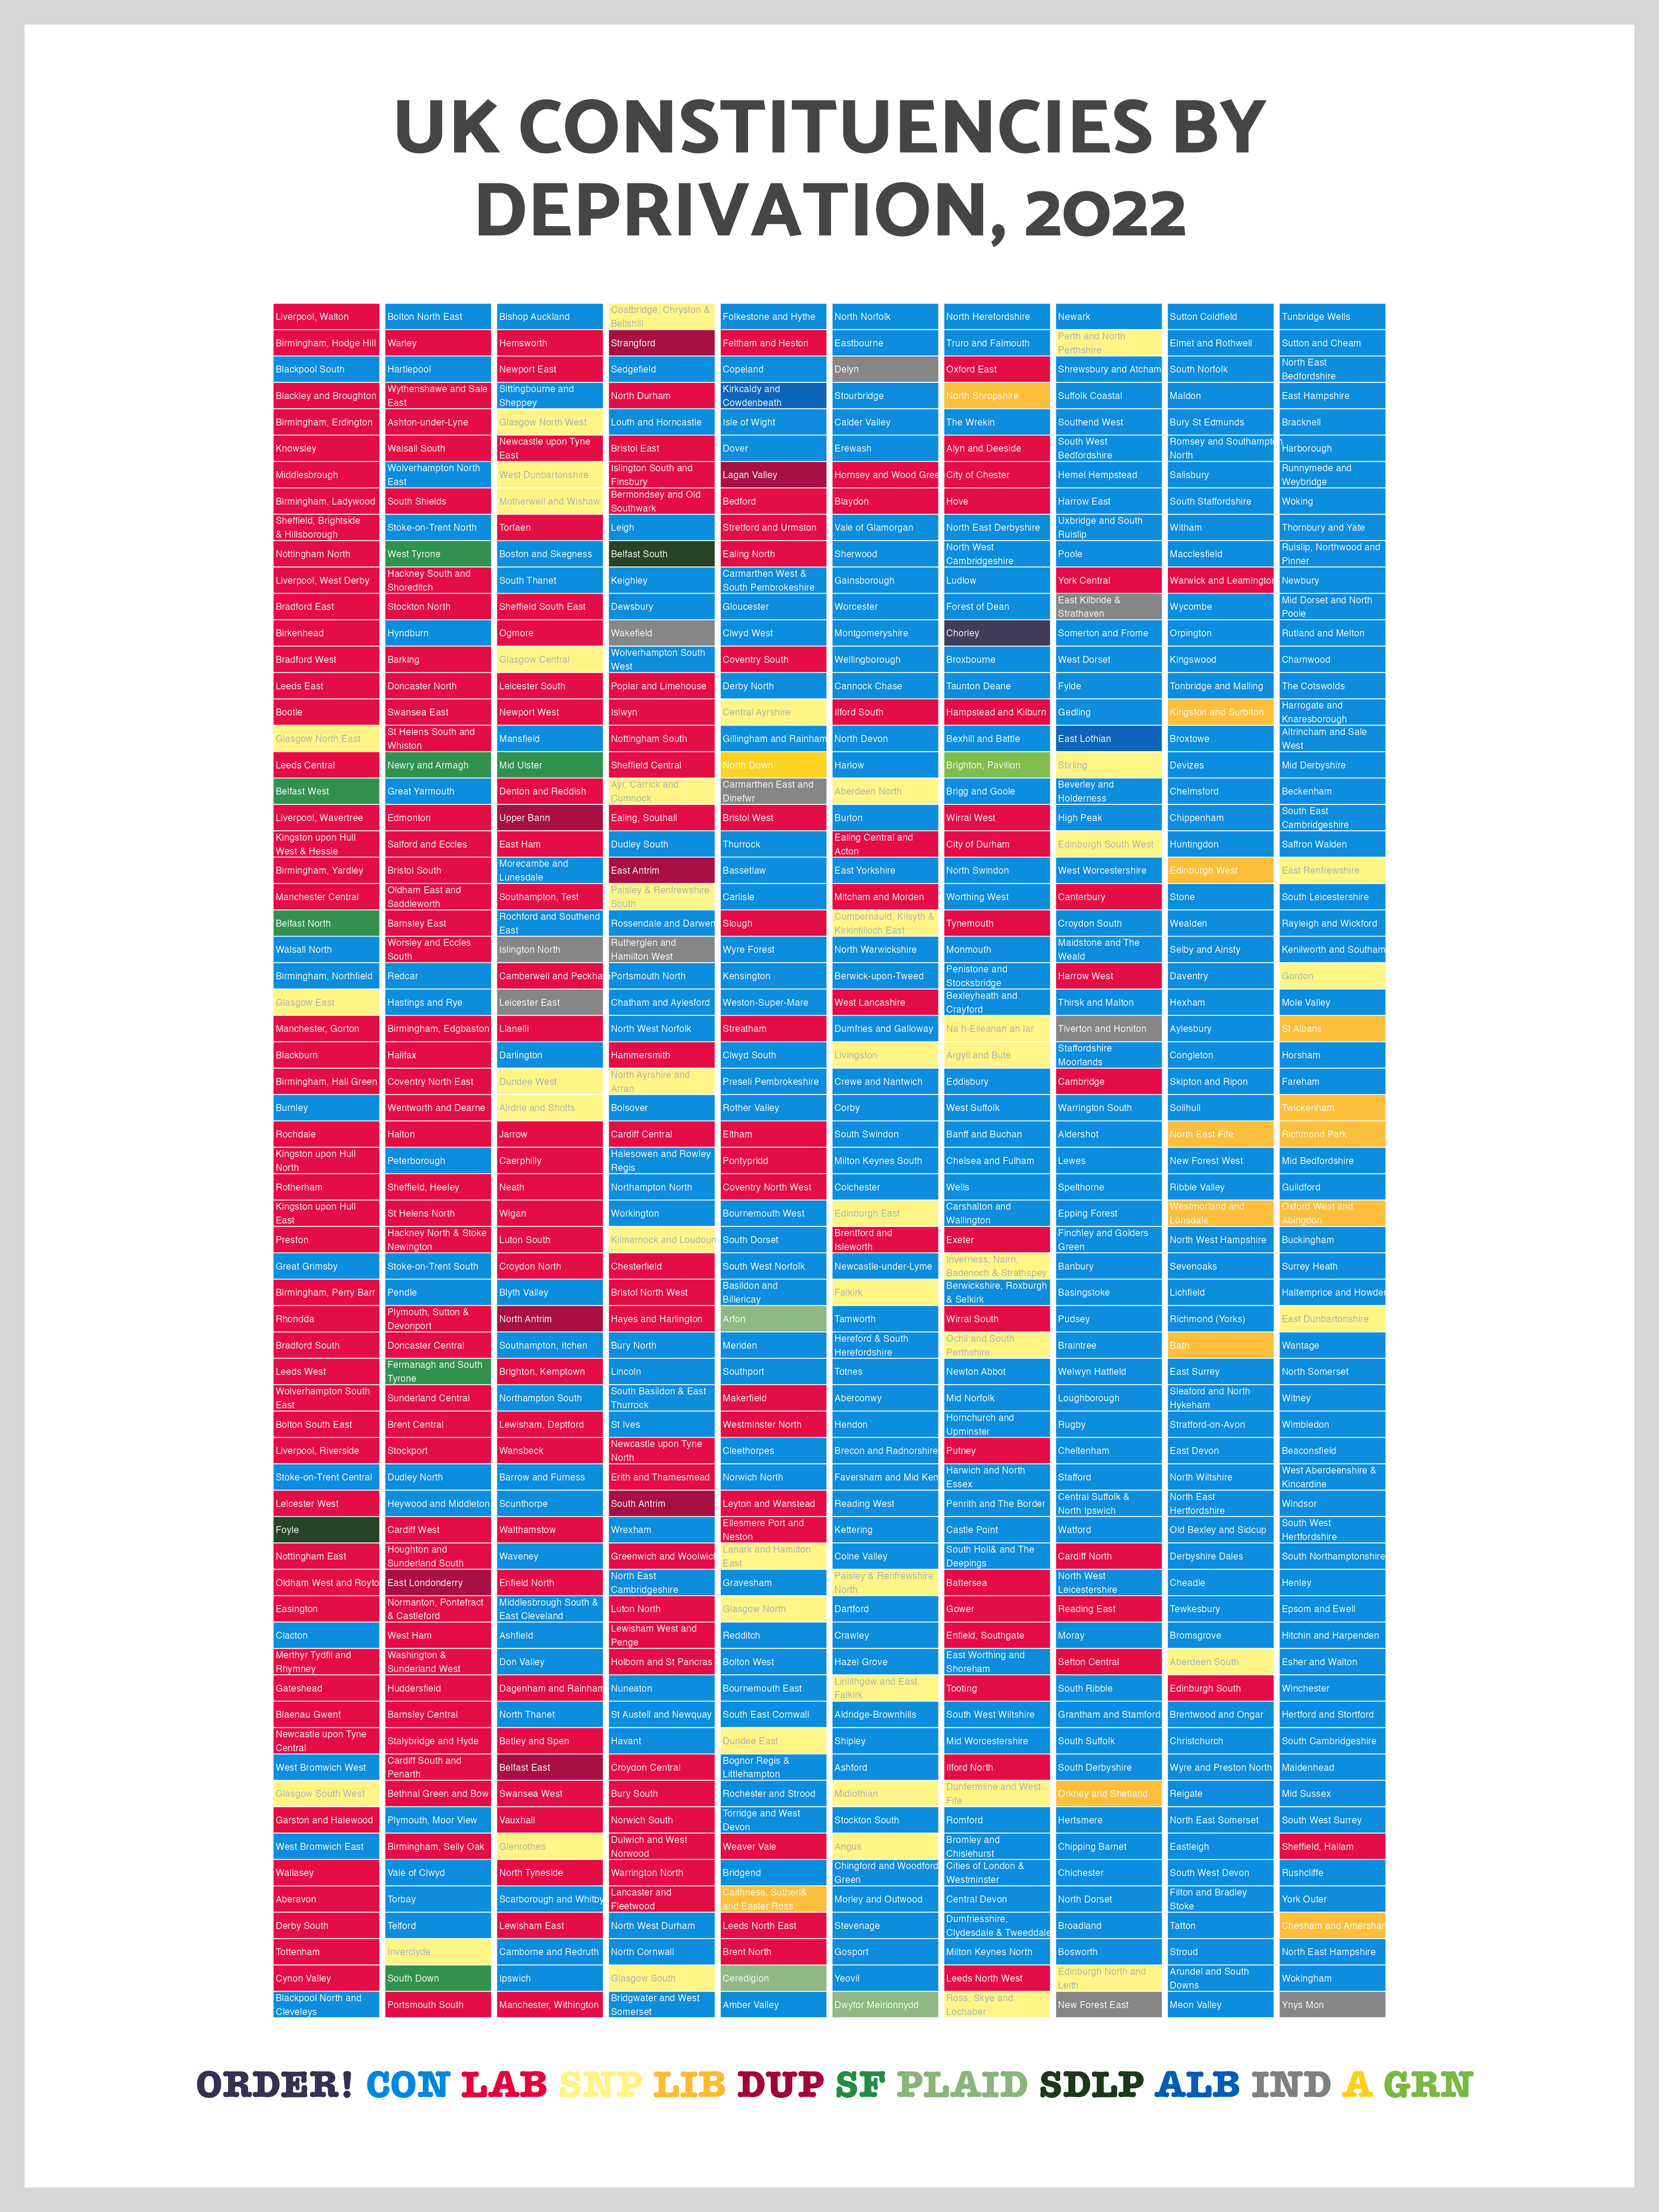 UK CONSTITUENCIES BY
DEPRIVATION, 2022
Liverpool, Walton
Birmingham, Hodge Hill
Blackpool South
Blackley and Broughton
Birmingham, Erdington
Knowsley
Middlesbrough
Birmingham, Ladywood
Sheffield, Brightside
& Hillsborough
Nottingham North
Liverpool, West Derby
Bradford East
Birkenhead
Bradford West
Leeds East
Bootle
Glasgow North East
Leeds Central
Belfast West
Liverpool, Wavertree
Kingston upon Hull
West & Hessle
Birmingham, Yardley
Manchester Central
Belfast North
Walsall North
Birmingham, Northfield
Glasgow East
Manchester, Gorton
Blackburn
Birmingham, Hall Green
Burnley
Rochdale
Kingston upon Hull
North
Rotherham
Kingston upon Hull
East
Preston
Great Grimsby
Birmingham, Perry Barr
Rhondda
Bradford South
Leeds West
Wolverhampton South
East
Bolton South East
Liverpool, Riverside
Stoke-on-Trent Central
Leicester West
Foyle
Nottingham East
Oldham West and Royto
Easington
Clacton
Merthyr Tydfil and
Rhymney
Gateshead
Blaenau Gwent
Newcastle upon Tyne
Central
West Bromwich West
Glasgow South West
Garston and Halewood
West Bromwich East
Wallasey
Aberavon
Derby South
Tottenham
Cynon Valley
Blackpool North and
Cleveleys
Bolton North East
Warley
Hartlepool
Wythenshawe and Sale
East
Ashton-under-Lyne
Walsall South
Wolverhampton North
East
South Shields
Stoke-on-Trent North
West Tyrone
Hackney South and
Shoreditch
Stockton North
Hyndburn
Barking
Doncaster North
Swansea East
St Helens South and
Whiston
Newry and Armagh
Great Yarmouth
Edmonton
Salford and Eccles
Bristol South
Oldham East and
Saddleworth
Barnsley East
Worsley and Eccles
South
Redcar
Hastings and Rye
Birmingham, Edgbaston
Halifax
Coventry North East
Wentworth and Dearne
Halton
Peterborough
Sheffield, Heeley
St Helens North
Hackney North & Stoke
Newington
Stoke-on-Trent South
Pendle
Plymouth, Sutton &
Devonport
Doncaster Central
Fermanagh and South
Tyrone
Sunderland Central
Brent Central
Stockport
Dudley North
Heywood and Middleton
Cardiff West
Houghton and
Sunderland South
East Londonderry
Normanton, Pontefract
& Castleford
West Ham
Washington &
Sunderland West
Huddersfield
Barnsley Central
Stalybridge and Hyde
Cardiff South and
Penarth
Bethnal Green and Bow
Plymouth, Moor View
Birmingham, Selly Oak
Vale of Clwyd
Torbay
Telford
Inverclyde
South Down
Portsmouth South
Bishop Auckland
Hemsworth
Newport East
Sittingbourne and
Sheppey
Glasgow North West
Newcastle upon Tyne
East
West Dunbartonshire
Motherwell and Wishaw
Torfaen
Boston and Skegness
South Thanet
Sheffield South East
Ogmore
Glasgow Central
Leicester South
Newport West
Mansfield
Mid Ulster
Denton and Reddish
Upper Bann
East Ham
Morecambe and
Lunesdale
Southampton, Test
Rochford and Southend
East
Islington North
Camberwell and Peckha
Leicester East
Llanelli
Darlington
Dundee West
Airdrie and Shotts
Jarrow
Caerphilly
Neath
Wigan
Luton South
Croydon North
Blyth Valley
North Antrim
Southampton, Itchen
Brighton, Kemptown
Northampton South
Lewisham, Deptford
Wansbeck
Barrow and Furness
Scunthorpe
Walthamstow
Waveney
Enfield North
Middlesbrough South &
East Cleveland
Ashfield
Don Valley
Dagenham and Rainham
North Thanet
Batley and Spen
Belfast East
Swansea West
Vauxhall
Glenrothes
North Tyneside
Scarborough and Whitby
Lewisham East
Camborne and Redruth
Ipswich
Manchester, Withington
Coatbridge, Chryston &
Bellshill
Strangford
Sedgefield
North Durham
Louth and Horncastle
Bristol East
Islington South and
Finsbury
Bermondsey and Old
Southwark
Leigh
Belfast South
Keighley
Dewsbury
Wakefield
Wolverhampton South
West
Poplar and Limehouse
Islwyn
Nottingham South
Sheffield Central
Ayr, Carrick and
Cumnock
Ealing, Southall
Dudley South
East Antrim
Paisley & Renfrewshire
South
Rossendale and Darwen
Rutherglen and
Hamilton West
Portsmouth North
Chatham and Aylesford
North West Norfolk
Hammersmith
North Ayrshire and
Arran
Bolsover
Cardiff Central
Halesowen and Rowley
Regis
Northampton North
Workington
Kilmarnock and Loudoun
Chesterfield
Bristol North West
Hayes and Harlington
Bury North
Lincoln
South Basildon & East
Thurrock
St Ives
Newcastle upon Tyne
North
Erith and Thamesmead
South Antrim
Wrexham
Greenwich and Woolwich
North East
Cambridgeshire
Luton North
Lewisham West and
Penge
Holborn and St Pancras
Nuneaton
St Austell and Newquay
Havant
Croydon Central
Bury South
Norwich South
Dulwich and West
Norwood
Warrington North
Lancaster and
Fleetwood
North West Durham
North Cornwall
Glasgow South
Bridgwater and West
Somerset
Folkestone and Hythe
Feltham and Heston
Copeland
Kirkcaldy and
Cowdenbeath
Isle of Wight
Dover
Lagan Valley
Bedford
Stretford and Urmston
Ealing North
Carmarthen West &
South Pembrokeshire
Gloucester
Clwyd West
Coventry South
Derby North
Central Ayrshire
Gillingham and Rainham
North Down
Carmarthen East and
Dinefwr
Bristol West
Thurrock
Bassetlaw
Carlisle
Slough
Wyre Forest
Kensington
Weston-Super-Mare
Streatham
Clwyd South
Preseli Pembrokeshire
Rother Valley
Eltham
Pontypridd
Coventry North West
Bournemouth West
South Dorset
South West Norfolk
Basildon and
Billericay
Arfon
Meriden
Southport
Makerfield
Westminster North
Cleethorpes
Norwich North
Leyton and Wanstead
Ellesmere Port and
Neston
Lanark and Hamilton
East
Gravesham
Glasgow North
Redditch
Bolton West
Bournemouth East
South East Cornwall
Dundee East
Bognor Regis &
Littlehampton
Rochester and Strood
Torridge and West
Devon
Weaver Vale
Bridgend
Caithness, Sutherl&
and Easter Ross
Leeds North East
Brent North
Ceredigion
Amber Valley
North Norfolk
Eastbourne
Delyn
Stourbridge
Calder Valley
Erewash
Hornsey and Wood Gree
Blaydon
Vale of Glamorgan
Sherwood
Gainsborough
Worcester
Montgomeryshire
Wellingborough
Cannock Chase
Ilford South
North Devon
Harlow
Aberdeen North
Burton
Ealing Central and
Acton
East Yorkshire
Mitcham and Morden
Cumbernauld, Kilsyth &
Kirkintilloch East
North Warwickshire
Berwick-upon-Tweed
West Lancashire
Dumfries and Galloway
Livingston
Crewe and Nantwich
Corby
South Swindon
Milton Keynes South
Colchester
Edinburgh East
Brentford and
Isleworth
Newcastle-under-Lyme
Falkirk
Tamworth
Hereford & South
Herefordshire
Totnes
Aberconwy
Hendon
Brecon and Radnorshire
Faversham and Mid Ken
Reading West
Kettering
Colne Valley
Paisley & Renfrewshire
North
Dartford
Crawley
Hazel Grove
Linlithgow and East
Falkirk
Aldridge-Brownhills
Shipley
Ashford
Midlothian
Stockton South
Angus
Chingford and Woodford
Green
Morley and Outwood
Stevenage
Gosport
Yeovil
Dwyfor Meirionnydd
North Herefordshire
Truro and Falmouth
Oxford East
North Shropshire
The Wrekin
Alyn and Deeside
City of Chester
Hove
North East Derbyshire
North West
Cambridgeshire
Ludlow
Forest of Dean
Chorley
Broxbourne
Taunton Deane
Hampstead and Kilburn
Bexhill and Battle
Brighton, Pavilion
Brigg and Goole
Wirral West
City of Durham
North Swindon
Worthing West
Tynemouth
Monmouth
Penistone and
Stocksbridge
Bexleyheath and
Crayford
Na h-Eileanan an Iar
Argyll and Bute
Eddisbury
West Suffolk
Banff and Buchan
Chelsea and Fulham
Wells
Carshalton and
Wallington
Exeter
Inverness, Nairn,
Badenoch & Strathspey
Berwickshire, Roxburgh
& Selkirk
Wirral South
Ochil and South
Perthshire
Newton Abbot
Mid Norfolk
Hornchurch and
Upminster
Putney
Harwich and North
Essex
Penrith and The Border
Castle Point
South Holl& and The
Deepings
Battersea
Gower
Enfield, Southgate
East Worthing and
Shoreham
Tooting
South West Wiltshire
Mid Worcestershire
Ilford North
Dunfermline and West
Fife
Romford
Bromley and
Chislehurst
Cities of London &
Westminster
Central Devon
Dumfriesshire,
Clydesdale & Tweeddale
Milton Keynes North
Leeds North West
Ross, Skye and
Lochaber
Newark
Perth and North
Perthshire
Shrewsbury and Atcham
Suffolk Coastal
Southend West
South West
Bedfordshire
Hemel Hempstead
Harrow East
Uxbridge and South
Ruislip
Poole
York Central
East Kilbride &
Strathaven
Somerton and Frome
West Dorset
Fylde
Gedling
East Lothian
Stirling
Beverley and
Holderness
High Peak
Edinburgh South West
West Worcestershire
Canterbury
Croydon South
Maidstone and The
Weald
Harrow West
Thirsk and Malton
Tiverton and Honiton
Staffordshire
Moorlands
Cambridge
Warrington South
Aldershot
Lewes
Spelthorne
Epping Forest
Finchley and Golders
Green
Banbury
Basingstoke
Pudsey
Braintree
Welwyn Hatfield
Loughborough
Rugby
Cheltenham
Stafford
Central Suffolk &
North Ipswich
Watford
Cardiff North
North West
Leicestershire
Reading East
Moray
Sefton Central
South Ribble
Grantham and Stamford
South Suffolk
South Derbyshire
Orkney and Shetland
Hertsmere
Chipping Barnet
Chichester
North Dorset
Broadland
Bosworth
Edinburgh North and
Leith
New Forest East
Sutton Coldfield
Elmet and Rothwell
South Norfolk
Maldon
Bury St Edmunds
Romsey and Southampton
North
Salisbury
South Staffordshire
Witham
Macclesfield
Warwick and Leamington
Wycombe
Orpington
Kingswood
Tonbridge and Malling
Kingston and Surbiton
Broxtowe
Devizes
Chelmsford
Chippenham
Huntingdon
Edinburgh West
Stone
Wealden
Selby and Ainsty
Daventry
Hexham
Aylesbury
Congleton
Skipton and Ripon
Solihull
North East Fife
New Forest West
Ribble Valley
Westmorland and
Lonsdale
North West Hampshire
Sevenoaks
Lichfield
Richmond (Yorks)
Bath
East Surrey
Sleaford and North
Hykeham
Stratford-on-Avon
East Devon
North Wiltshire
North East
Hertfordshire
Old Bexley and Sidcup
Derbyshire Dales
Cheadle
Tewkesbury
Bromsgrove
Aberdeen South
Edinburgh South
Brentwood and Ongar
Christchurch
Wyre and Preston North
Reigate
North East Somerset
Eastleigh
South West Devon
Filton and Bradley
Stoke
Tatton
Stroud
Arundel and South
Downs
Meon Valley
Tunbridge Wells
Sutton and Cheam
North East
Bedfordshire
East Hampshire
Bracknell
Harborough
Runnymede and
Weybridge
Woking
Thornbury and Yate
Ruislip, Northwood and
Pinner
Newbury
Mid Dorset and North
Poole
Rutland and Melton
Charnwood
The Cotswolds
Harrogate and
Knaresborough
Altrincham and Sale
West
Mid Derbyshire
Beckenham
South East
Cambridgeshire
Saffron Walden
East Renfrewshire
South Leicestershire
Rayleigh and Wickford
Kenilworth and Southam
Gordon
Mole Valley
St Albans
Horsham
Fareham
Twickenham
Richmond Park
Mid Bedfordshire
Guildford
Oxford West and
Abingdon
Buckingham
Surrey Heath
Haltemprice and Howden
East Dunbartonshire
Wantage
North Somerset
Witney
Wimbledon
Beaconsfield
West Aberdeenshire &
Kincardine
Windsor
South West
Hertfordshire
South Northamptonshire
Henley
Epsom and Ewell
Hitchin and Harpenden
Esher and Walton
Winchester
Hertford and Stortford
South Cambridgeshire
Maidenhead
Mid Sussex
South West Surrey
Sheffield, Hallam
Rushcliffe
York Outer
Chesham and Amersham
North East Hampshire
Wokingham
Ynys Mon
ORDER! CON LAB SNP LIB DUP SF PLAID SDLP ALB IND A GRN